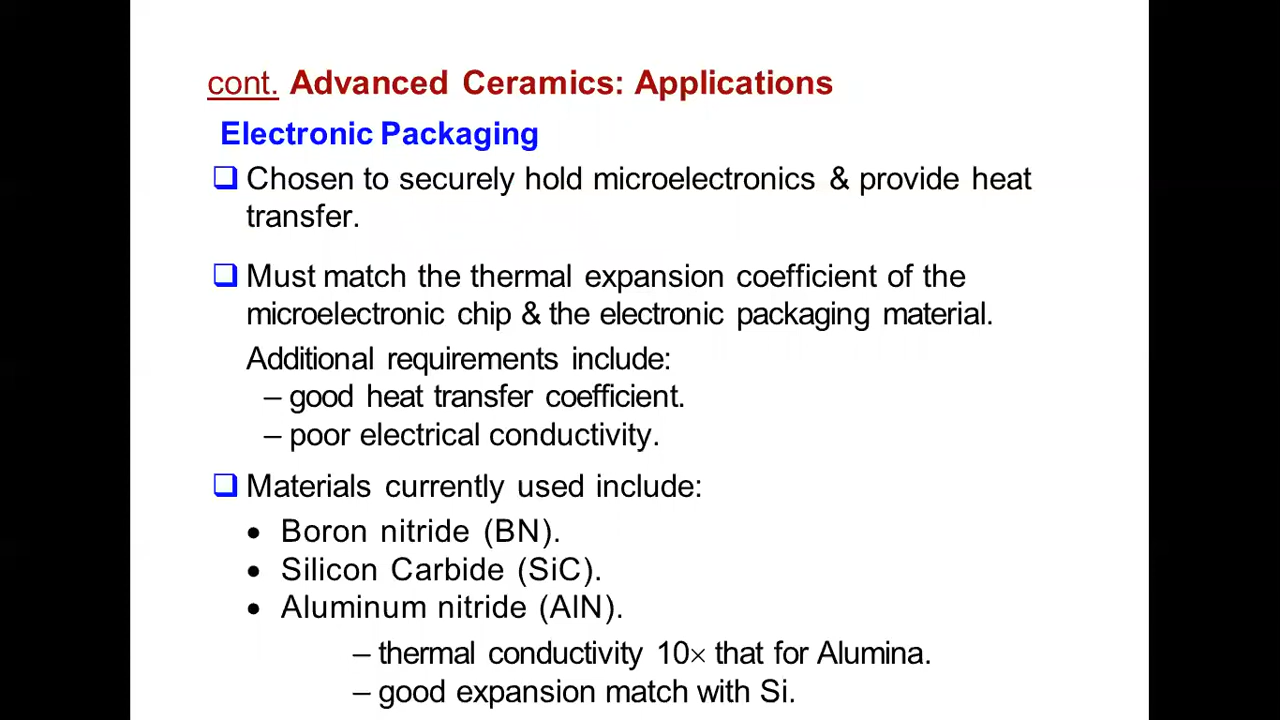 cont. Advanced Ceramics: Applications
Electronic Packaging
❑ Chosen to securely hold microelectronics & provide heat
transfer.
❑ Must match the thermal expansion coefficient of the
microelectronic chip & the electronic packaging material.
Additional requirements include:
– good heat transfer coefficient.
– poor electrical conductivity.
❑ Materials currently used include:
• Boron nitride (BN).
• Silicon Carbide (SiC).
• Aluminum nitride (AlN).
– thermal conductivity 10× that for Alumina.
– good expansion match with Si.